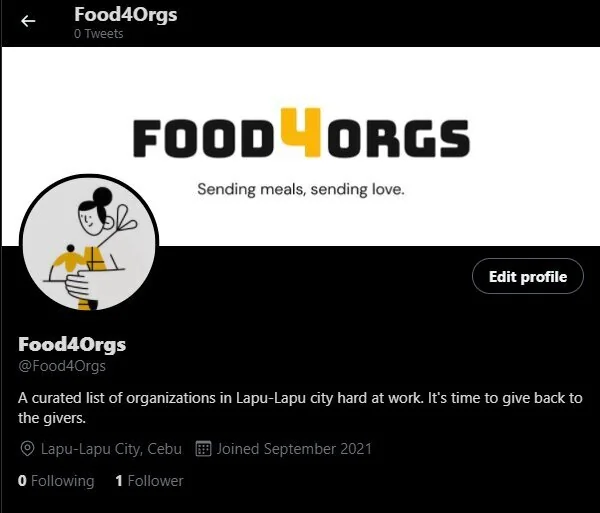 Food4Orgs
0 Tweets
FOOD4ORGS
Sending meals, sending love.
Edit profile
Food4Orgs
@Food4Orgs
A curated list of organizations in Lapu-Lapu city hard at work. It's time to give back to
the givers.
Lapu-Lapu City, Cebu Joined September 2021
0 Following 1 Follower